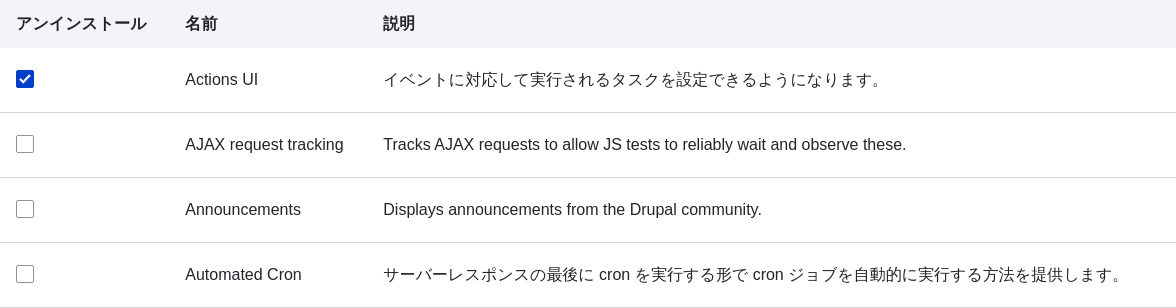 アンインストール 名前 説明
Actions UI イベントに対応して実行されるタスクを設定できるようになります。
AJAX request tracking Tracks AJAX requests to allow JS tests to reliably wait and observe these.
Announcements Displays announcements from the Drupal community.
Automated Cron サーバーレスポンスの最後に cron を実行する形で cron ジョブを自動的に実行する方法を提供します。